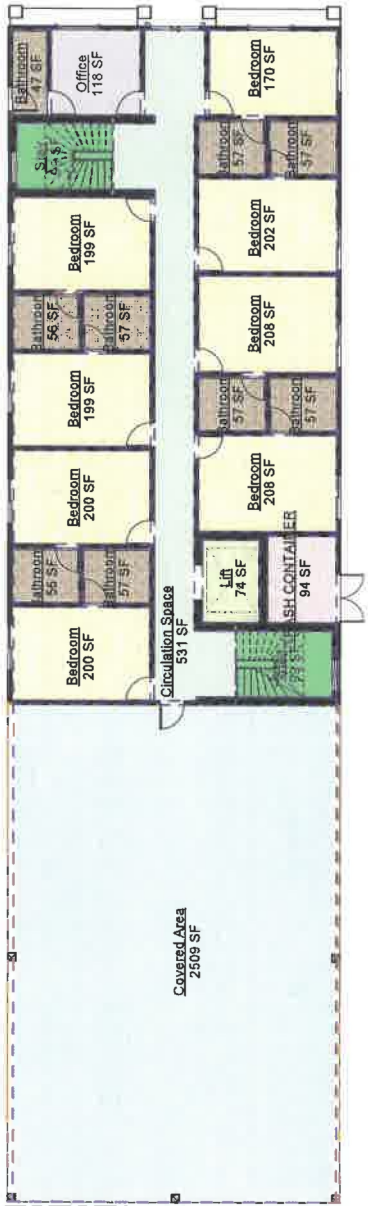 Bathroom
47 SF
Office
118 SF
Bedroom
170 SF
Bathroom
57 SF
Bathroom
57 SF
Bedroom
199 SF
Bedroom
202 SF
Bathroom
56 SF
Bathroom
57 SF
Bedroom
208 SF
Bedroom
199 SF
Bathroom
57 SF
Bathroom
57 SF
Bedroom
200 SF
Bedroom
208 SF
Bathroom
55 SF
Bathroom
57 SF
Lift
74 SF
CONTAINER
94 SF
Bedroom
200 SF
Circulation Space
531 SF
Covered Area
2509 SF